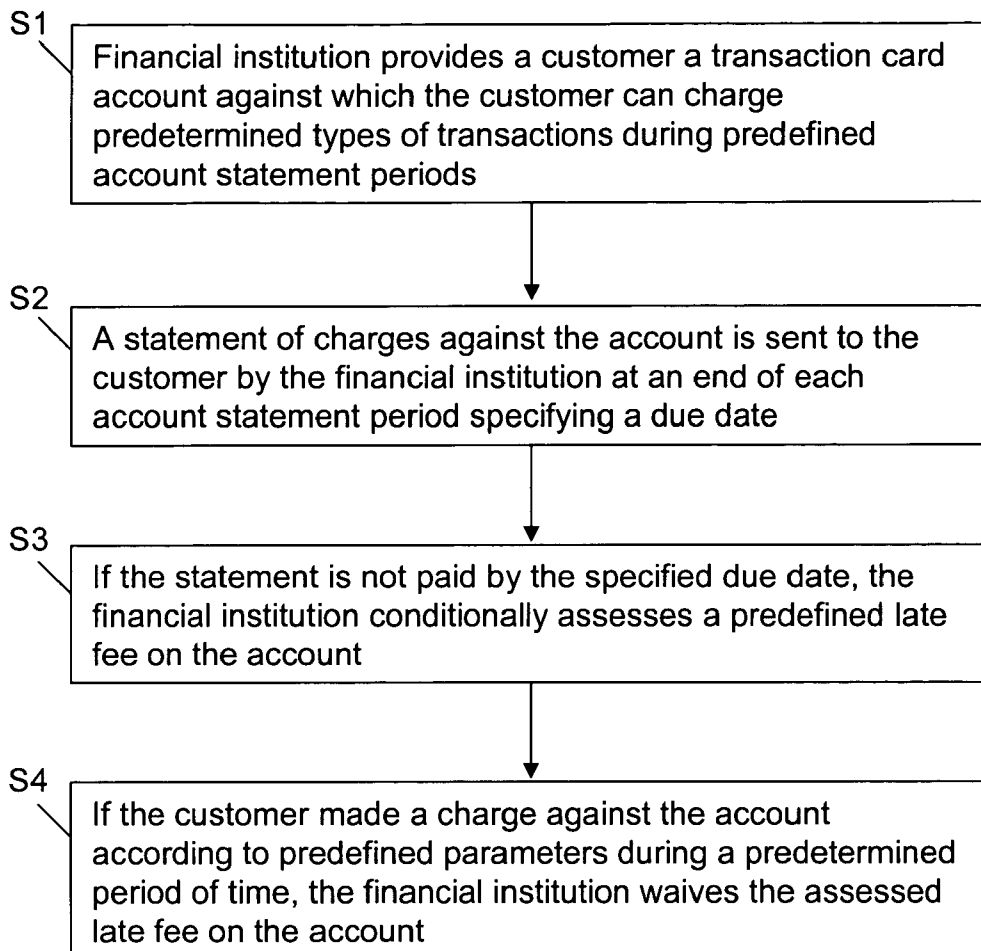 S1
Financial institution provides a customer a transaction card
account against which the customer can charge
predetermined types of transactions during predefined
account statement periods
S2
A statement of charges against the account is sent to the
customer by the financial institution at an end of each
account statement period specifying a due date
S3
If the statement is not paid by the specified due date, the
financial institution conditionally assesses a predefined late
fee on the account
S4
If the customer made a charge against the account
according to predefined parameters during a predetermined
period of time, the financial institution waives the assessed
late fee on the account